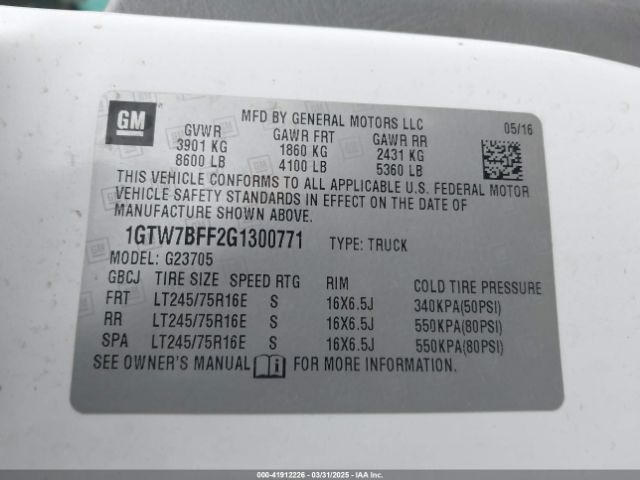 GM
MFD BY GENERAL MOTORS LLC
05/16
GVWR GAWR FRT GAWR RR
3901 KG 1860 KG 2431 KG
8600 LB 4100 LB 5360 LB
THIS VEHICLE CONFORMS TO ALL APPLICABLE U.S. FEDERAL MOTOR
VEHICLE SAFETY STANDARDS IN EFFECT ON THE DATE OF
MANUFACTURE SHOWN ABOVE.
1GTW7BFF2G1300771 TYPE: TRUCK
MODEL: G23705
GBCJ TIRE SIZE SPEED RTG RIM COLD TIRE PRESSURE
FRT LT245/75R16E S 16X6.5J 340KPA(50PSI)
RR LT245/75R16E S 16X6.5J 550KPA(80PSI)
SPA LT245/75R16E S 16X6.5J 550KPA(80PSI)
SEE OWNER'S MANUAL FOR MORE INFORMATION.
000-41912226 - 03/31/2025 - IAA Inc.